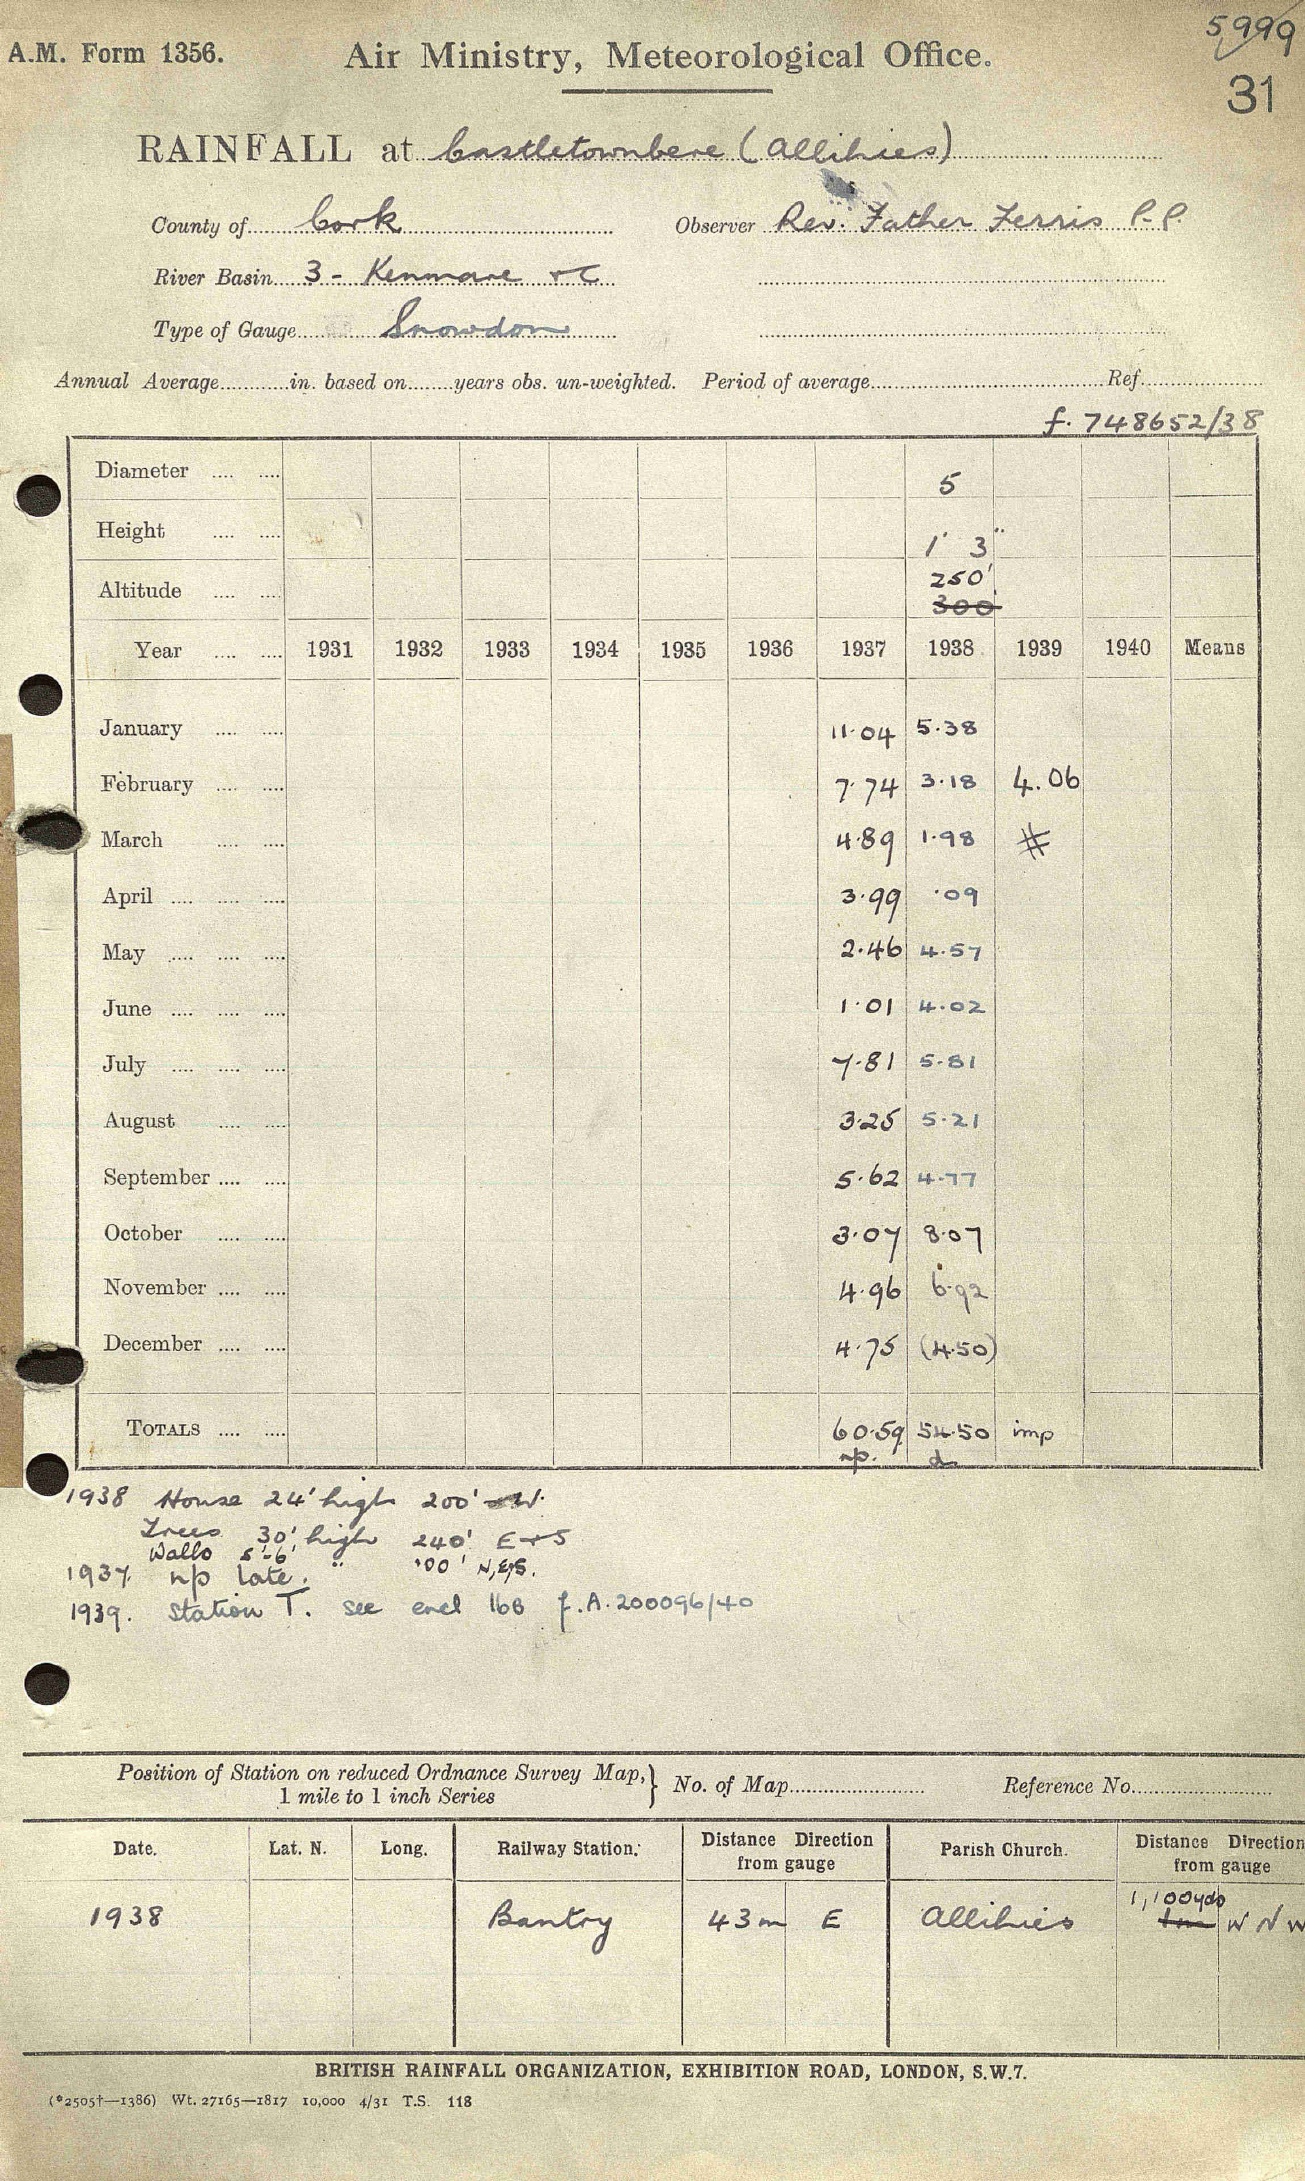 5999
A.M. Form 1356. Air Ministry, Meteorological Office.
31
RAINFALL at Castletownbere (Allihies)
County of Cork Observer Rev. Father Ferris P.P.
River Basin 3 - Kenmare &c
Type of Gauge Snowdon
Annual Average in. based on years obs. un-weighted. Period of average Ref.
f. 748652/38
Diameter 5
Height 1' 3"
Altitude 250'
300
Year 1931 1932 1933 1934 1935 1936 1937 1938 1939 1940 Means
January 11.04 5.38
February 7.74 3.18 4.06
March 4.89 1.98 #
April 3.99 .09
May 2.46 4.57
June 1.01 4.02
July 7.81 5.81
August 3.25 5.21
September 5.62 4.77
October 3.07 8.07
November 4.96 6.92
December 4.75 (4.50)
TOTALS 60.59 54.50 imp
np. d
1938 House 24' high 200' W.
Trees 30' high 240' E + S
Walls 5'-6' " 100' N,E,S.
1937. np late.
1939. Station T. see encl 16B f.A.200096/40
Position of Station on reduced Ordnance Survey Map, } No. of Map Reference No.
1 mile to 1 inch Series
Date. Lat. N. Long. Railway Station. Distance Direction from gauge Parish Church. Distance Direction from gauge
1,100yds
1938 Bantry 43m E Allihies 1m WNW
BRITISH RAINFALL ORGANIZATION, EXHIBITION ROAD, LONDON, S.W.7.
(*2505†—1386) Wt. 27165—1817 10,000 4/31 T.S. 118